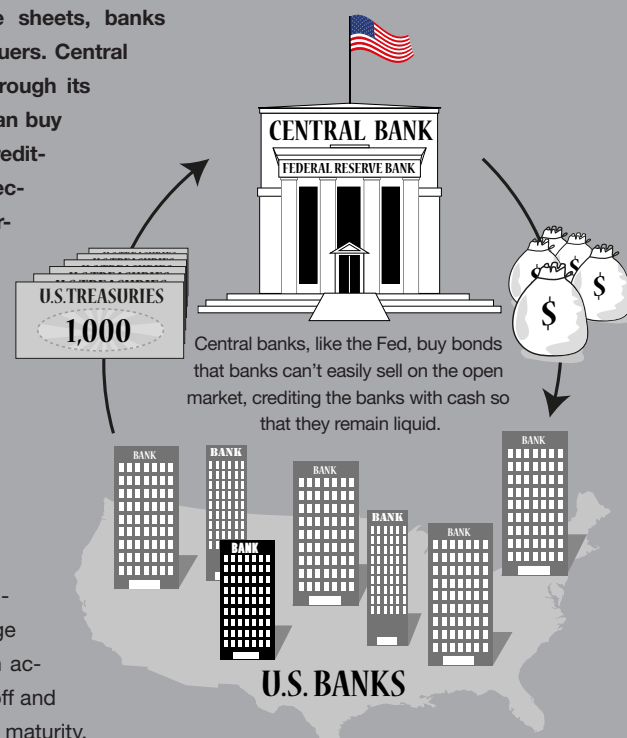 e sheets, banks
uers. Central
rough its
an buy
redit-
ec-
r-
CENTRAL BANK
FEDERAL RESERVE BANK
U.S.TREASURIES
U.S.TREASURIES
1,000
$
$
$
$
Central banks, like the Fed, buy bonds
that banks can’t easily sell on the open
market, crediting the banks with cash so
that they remain liquid.
BANK
BANK
BANK
BANK
BANK
BANK
BANK
U.S. BANKS
-
ge
n ac-
off and
maturity.